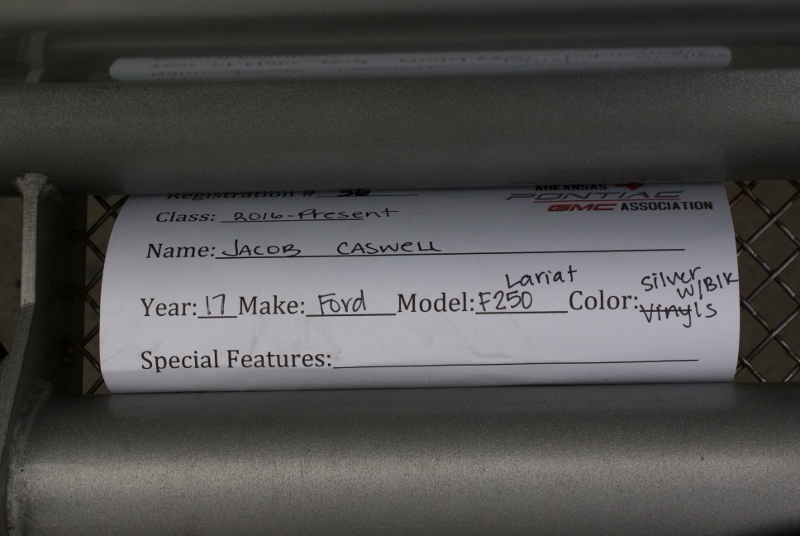 Registration # 36
ARKANSAS
PONTIAC
GMC ASSOCIATION
Class: 2016-Present
Name: JACOB CASWELL
Lariat
Year: 17 Make: Ford Model: F250 Color: Silver w/Blk Vinyls
Special Features: